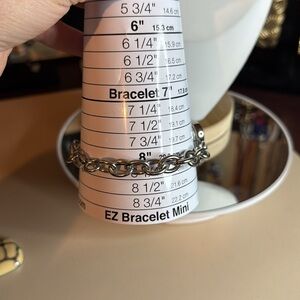 5 3/4" 14.6 cm
6" 15.3 cm
6 1/4" 15.9 cm
6 1/2" 16.5 cm
6 3/4" 17.2 cm
Bracelet 7" 17.8 cm
7 1/4" 18.4 cm
7 1/2" 19.1 cm
7 3/4" 19.7 cm
8"
8 1/2" 21.6 cm
8 3/4" 22.2 cm
EZ Bracelet Mini